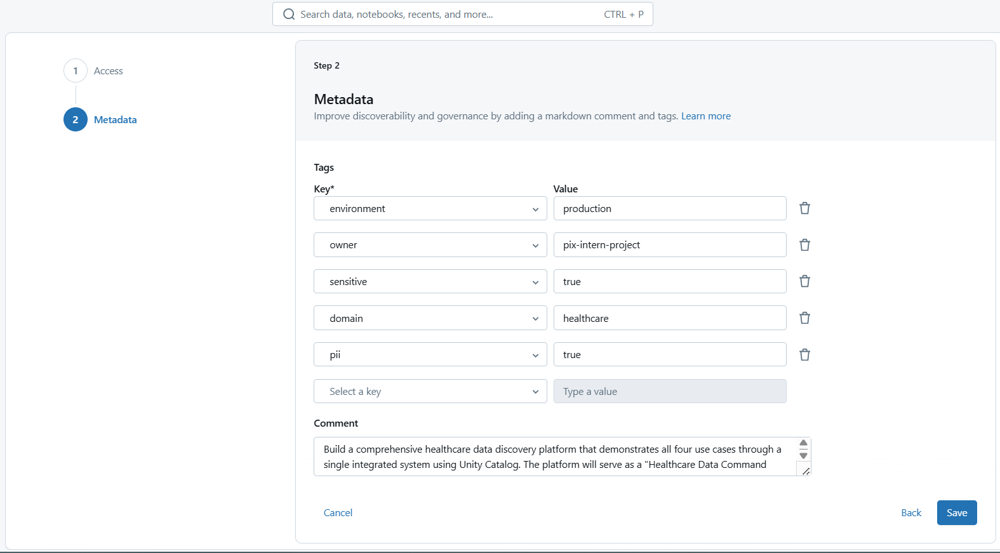 Search data, notebooks, recents, and more... CTRL + P
1 Access
2 Metadata
Step 2
Metadata
Improve discoverability and governance by adding a markdown comment and tags. Learn more
Tags
Key* Value
environment production
owner pix-intern-project
sensitive true
domain healthcare
pii true
Select a key Type a value
Comment
Build a comprehensive healthcare data discovery platform that demonstrates all four use cases through a
single integrated system using Unity Catalog. The platform will serve as a "Healthcare Data Command
Cancel Back Save